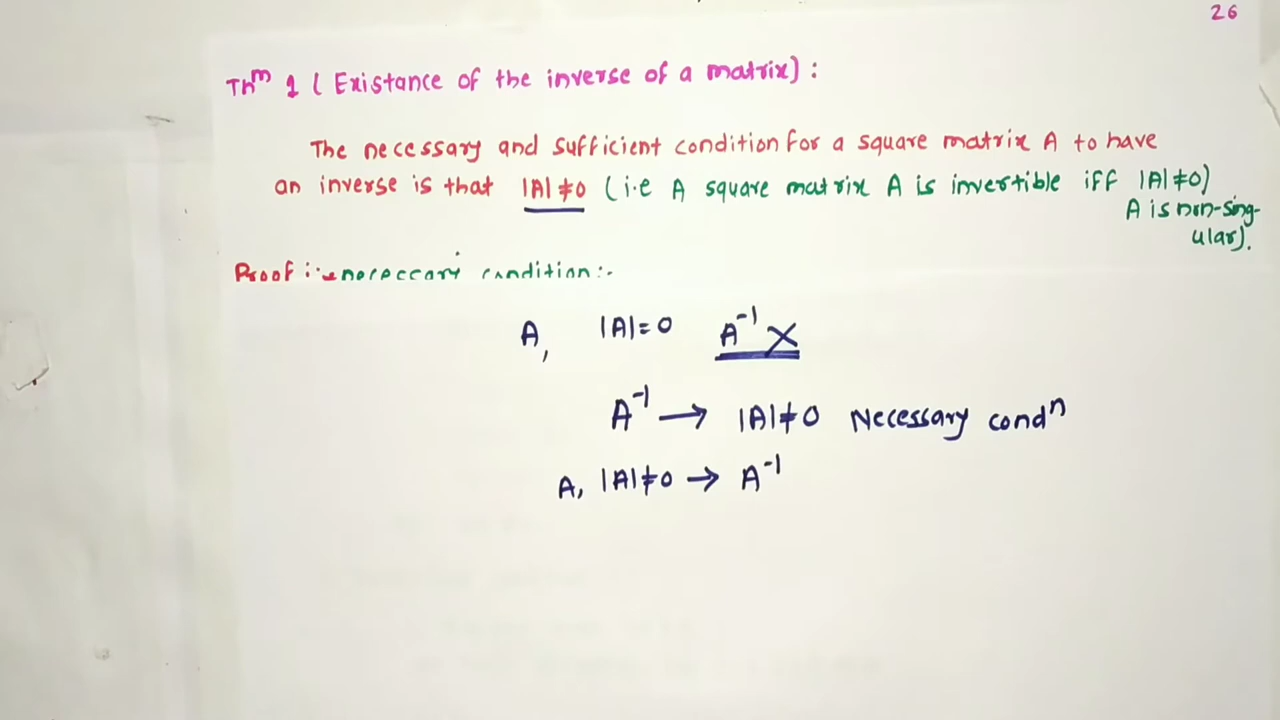 26
Thm 1 (Existance of the inverse of a matrix) :
The necessary and sufficient condition for a square matrix A to have
an inverse is that |A| ≠ 0 (i.e A square matrix A is invertible iff |A| ≠ 0)
A is non-sing-
ular).
Proof :- necessary condition :-
A, |A| = 0 A⁻¹ X
A⁻¹ → |A| ≠ 0 Necessary condⁿ
A, |A| ≠ 0 → A⁻¹